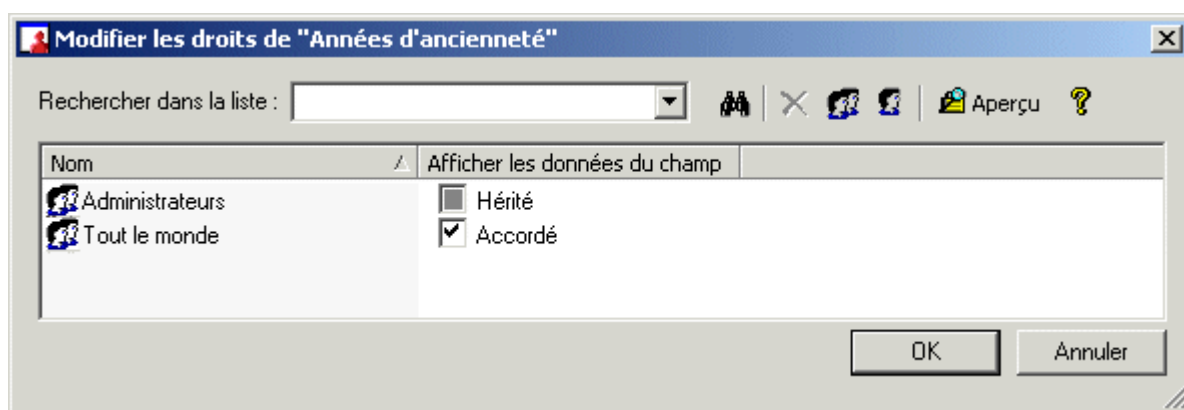 Modifier les droits de "Années d'ancienneté"
Rechercher dans la liste :
Aperçu
Nom Afficher les données du champ
Administrateurs Hérité
Tout le monde Accordé
OK Annuler